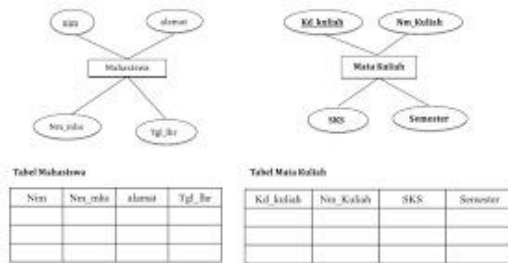 nim
alamat
Mahasiswa
Nm_mhs
Tgl_lhr
Kd_kuliah
Nm_Kuliah
Mata Kuliah
SKS
Semester
Tabel Mahasiswa
Nim Nm_mhs alamat Tgl_lhr
Tabel Mata Kuliah
Kd_kuliah Nm_Kuliah SKS Semester